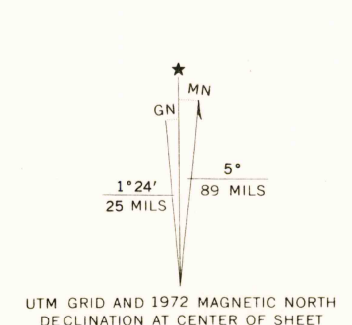 ★
MN
GN
5°
1°24′
89 MILS
25 MILS
UTM GRID AND 1972 MAGNETIC NORTH
DECLINATION AT CENTER OF SHEET